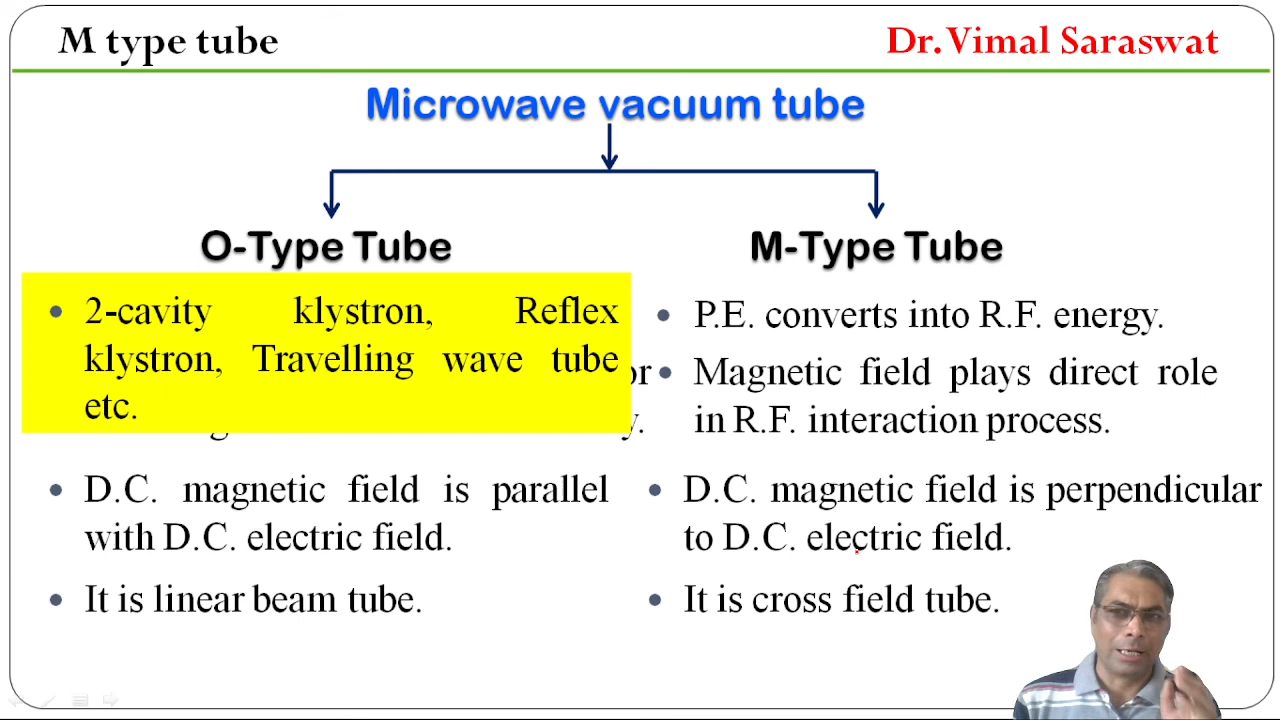 M type tube
Dr. Vimal Saraswat
Microwave vacuum tube
O-Type Tube
M-Type Tube
• 2-cavity klystron, Reflex
klystron, Travelling wave tube
etc.
• P.E. converts into R.F. energy.
or
• Magnetic field plays direct role
in R.F. interaction process.
• D.C. magnetic field is parallel
with D.C. electric field.
• D.C. magnetic field is perpendicular
to D.C. electric field.
• It is linear beam tube.
• It is cross field tube.